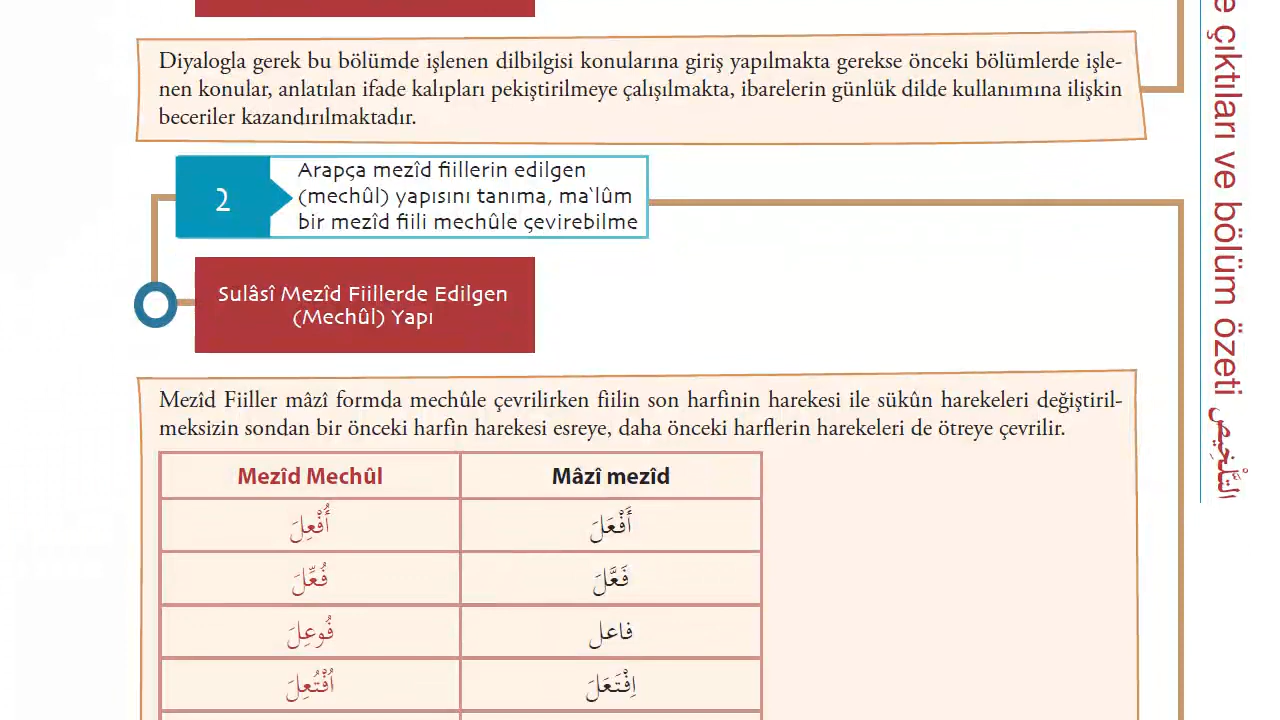 Diyalogla gerek bu bölümde işlenen dilbilgisi konularına giriş yapılmakta gerekse önceki bölümlerde işle-
nen konular, anlatılan ifade kalıpları pekiştirilmeye çalışılmakta, ibarelerin günlük dilde kullanımına ilişkin
beceriler kazandırılmaktadır.
2
Arapça mezîd fiillerin edilgen
(mechûl) yapısını tanıma, ma‛lûm
bir mezîd fiili mechûle çevirebilme
Sulâsî Mezîd Fiillerde Edilgen
(Mechûl) Yapı
Mezîd Fiiller mâzî formda mechûle çevrilirken fiilin son harfinin harekesi ile sükûn harekeleri değiştiril-
meksizin sondan bir önceki harfin harekesi esreye, daha önceki harflerin harekeleri de ötreye çevrilir.
Mezîd Mechûl Mâzî mezîd
أُفْعِلَ أَفْعَلَ
فُعِّلَ فَعَّلَ
فُوعِلَ فاعل
اُفْتُعِلَ اِفْتَعَلَ
e çıktıları ve bölüm özeti التَّلْخِيص